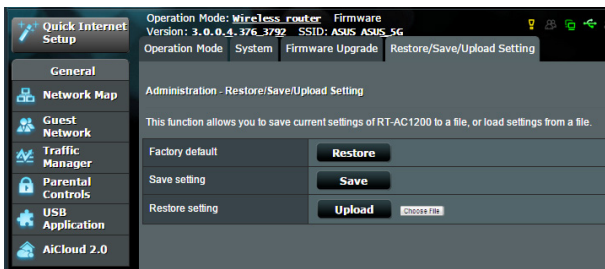 Quick Internet
Setup
Operation Mode: Wireless router Firmware
Version: 3.0.0.4.376_3792 SSID: ASUS ASUS_5G
Operation Mode System Firmware Upgrade Restore/Save/Upload Setting
General
Network Map
Guest
Network
Traffic
Manager
Parental
Controls
USB
Application
AiCloud 2.0
Administration - Restore/Save/Upload Setting
This function allows you to save current settings of RT-AC1200 to a file, or load settings from a file.
Factory default Restore
Save setting Save
Restore setting Upload Choose File